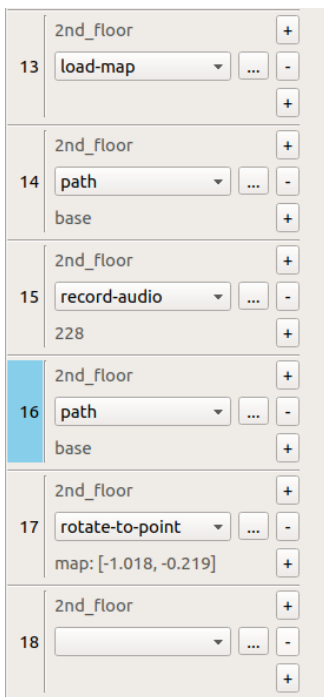 2nd_floor +
13 load-map ... -
+
2nd_floor +
14 path ... -
base +
2nd_floor +
15 record-audio ... -
228 +
2nd_floor +
16 path ... -
base +
2nd_floor +
17 rotate-to-point ... -
map: [-1.018, -0.219] +
2nd_floor +
18 ... -
+